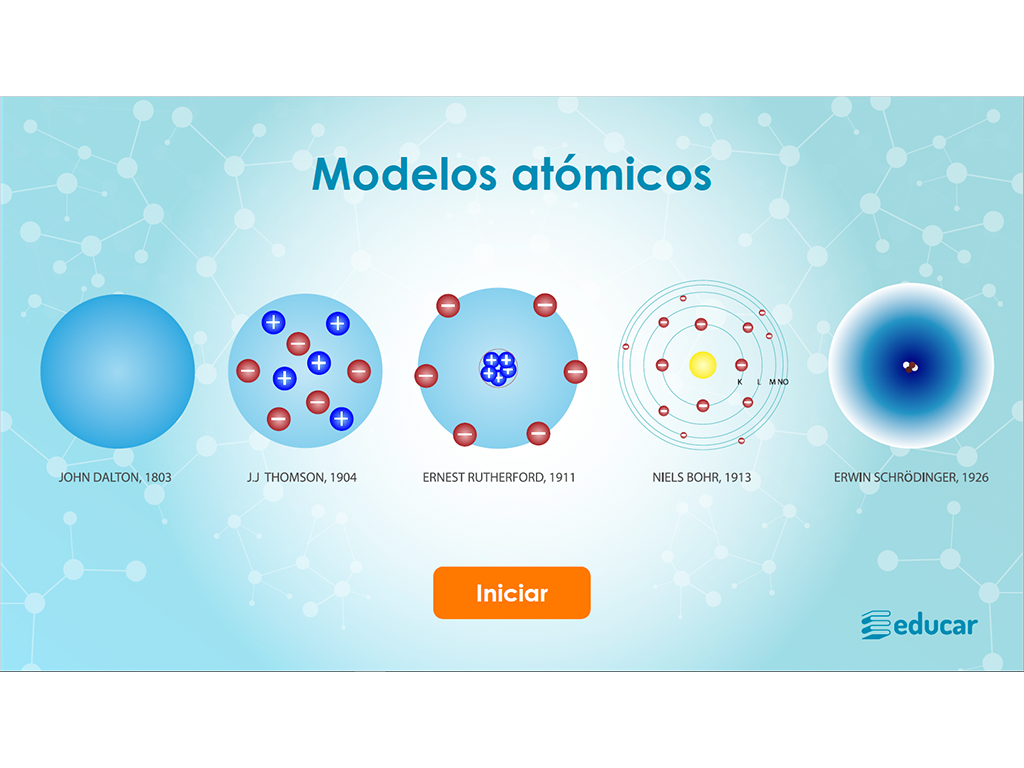 Modelos atómicos
K L M N O
JOHN DALTON, 1803
J.J THOMSON, 1904
ERNEST RUTHERFORD, 1911
NIELS BOHR, 1913
ERWIN SCHRÖDINGER, 1926
Iniciar
educar